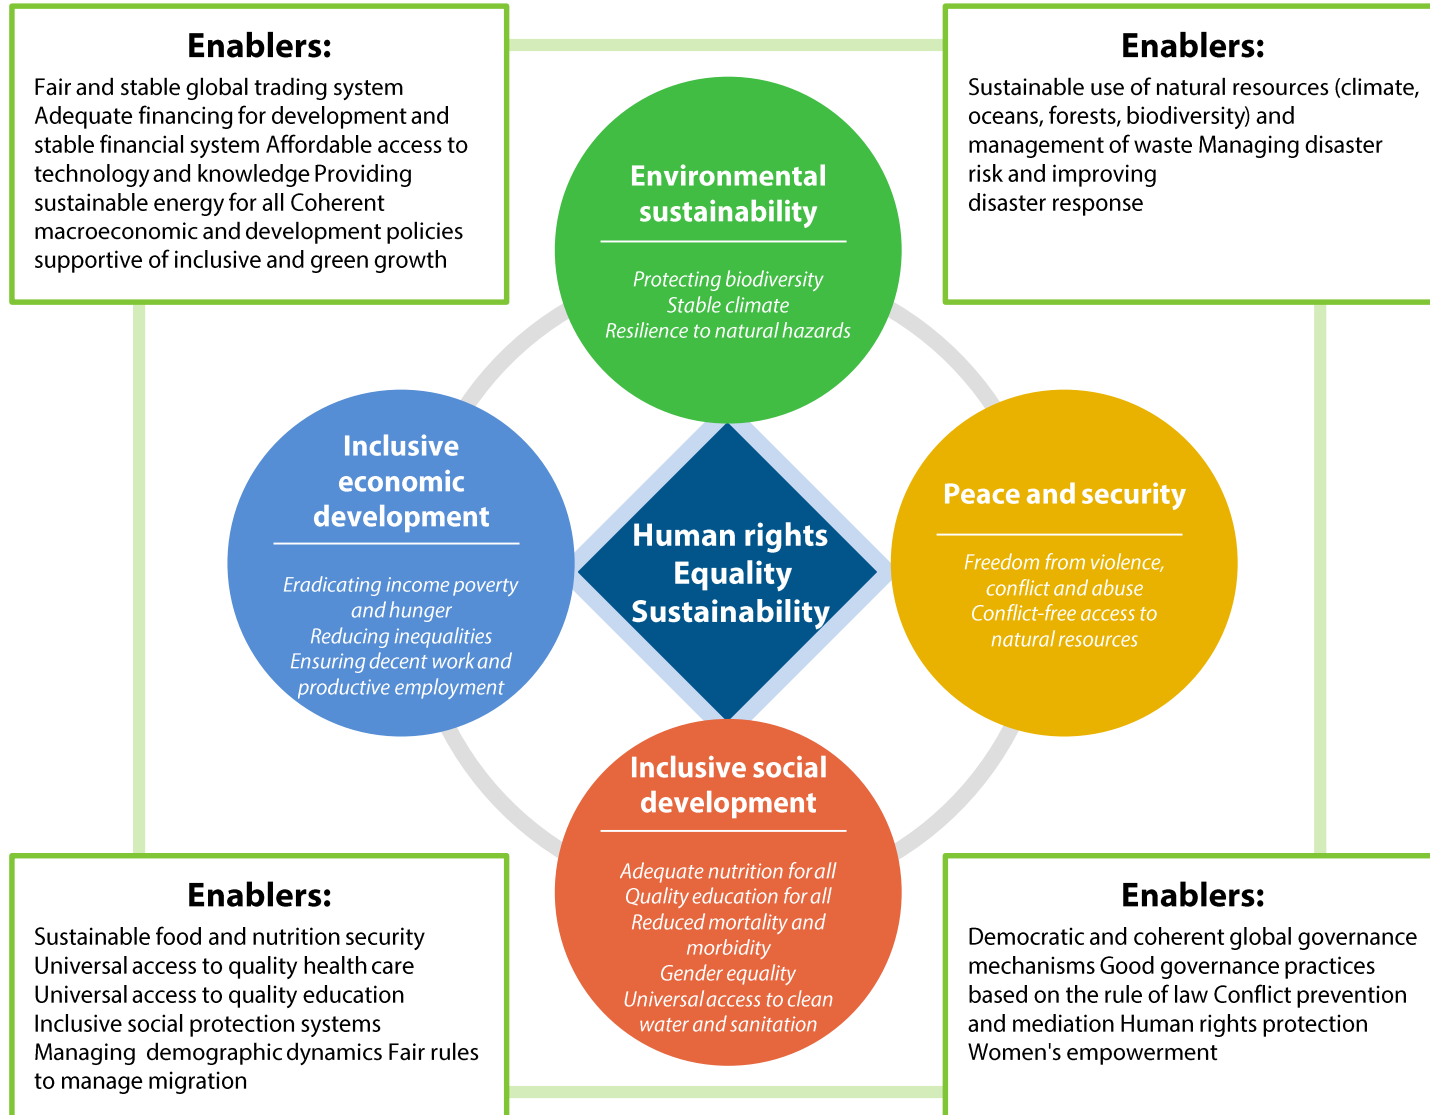 Enablers:
Fair and stable global trading system
Adequate financing for development and
stable financial system Affordable access to
technology and knowledge Providing
sustainable energy for all Coherent
macroeconomic and development policies
supportive of inclusive and green growth
Enablers:
Sustainable use of natural resources (climate,
oceans, forests, biodiversity) and
management of waste Managing disaster
risk and improving
disaster response
Environmental
sustainability
Protecting biodiversity
Stable climate
Resilience to natural hazards
Inclusive
economic
development
Eradicating income poverty
and hunger
Reducing inequalities
Ensuring decent work and
productive employment
Human rights
Equality
Sustainability
Peace and security
Freedom from violence,
conflict and abuse
Conflict-free access to
natural resources
Inclusive social
development
Adequate nutrition for all
Quality education for all
Reduced mortality and
morbidity
Gender equality
Universal access to clean
water and sanitation
Enablers:
Sustainable food and nutrition security
Universal access to quality health care
Universal access to quality education
Inclusive social protection systems
Managing demographic dynamics Fair rules
to manage migration
Enablers:
Democratic and coherent global governance
mechanisms Good governance practices
based on the rule of law Conflict prevention
and mediation Human rights protection
Women's empowerment